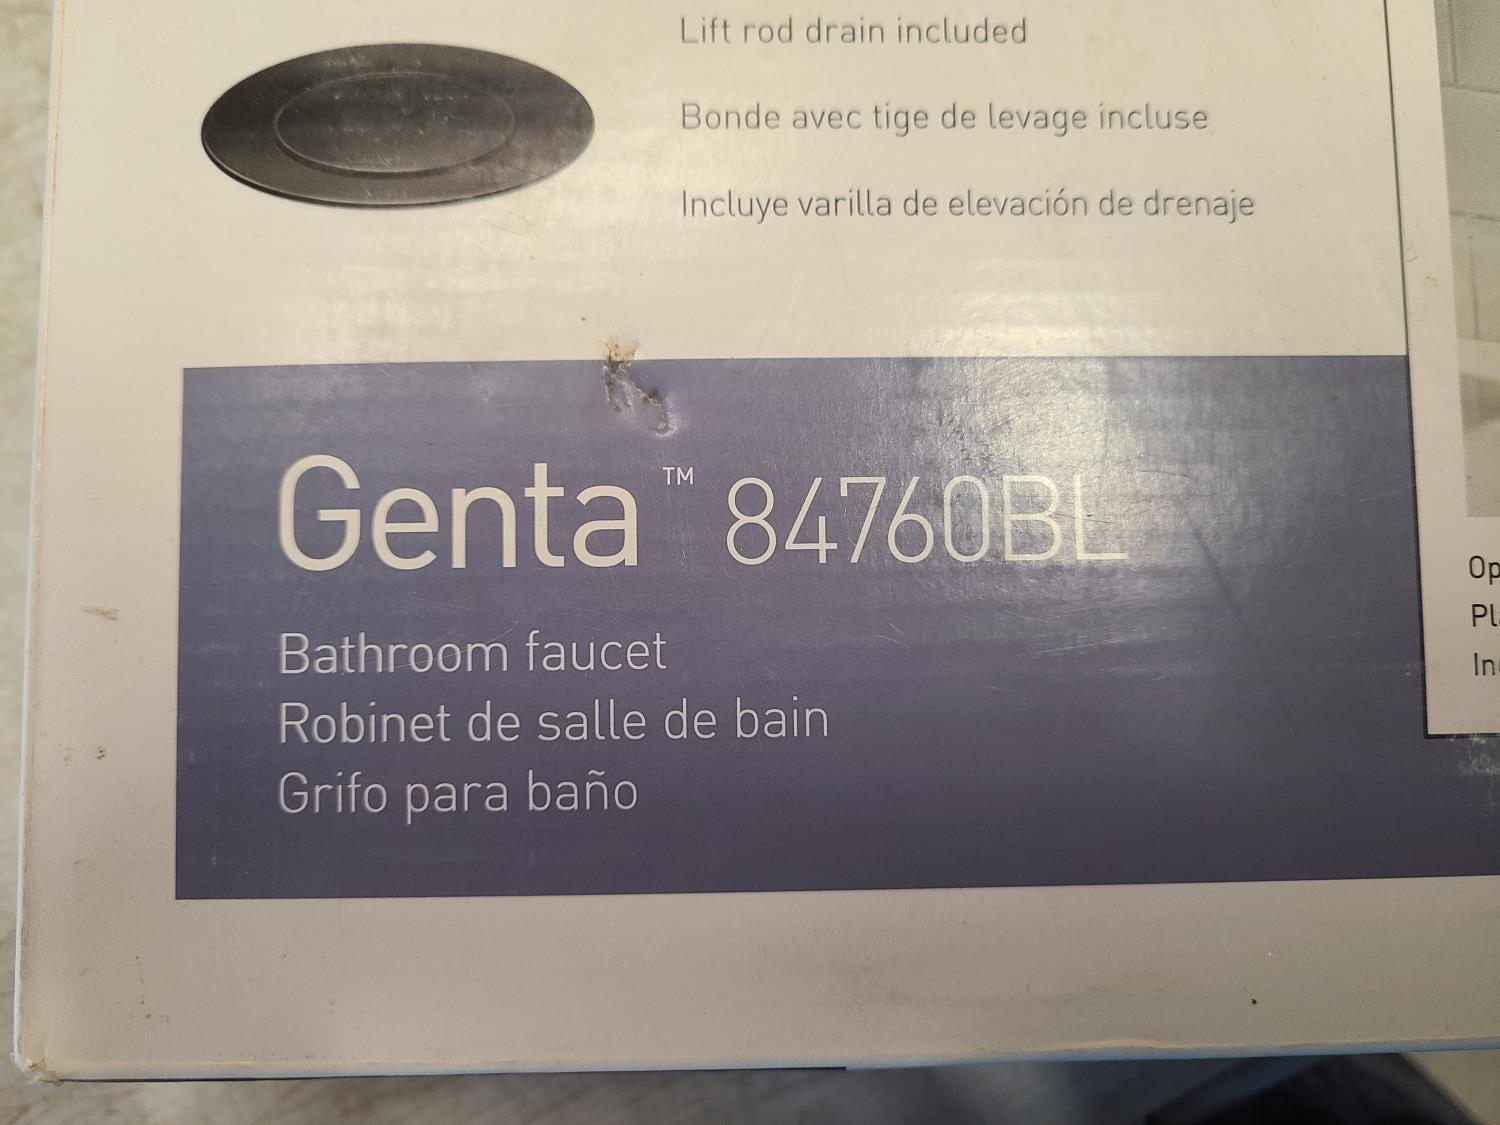 Lift rod drain included
Bonde avec tige de levage incluse
Incluye varilla de elevación de drenaje
Genta™ 84760BL
Bathroom faucet
Robinet de salle de bain
Grifo para baño